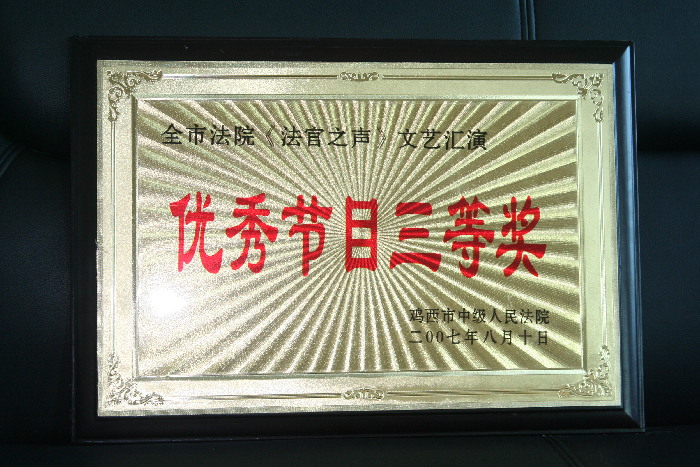 全市法院《法官之声》文艺汇演
优秀节目三等奖
鸡西市中级人民法院
二00七年八月十日